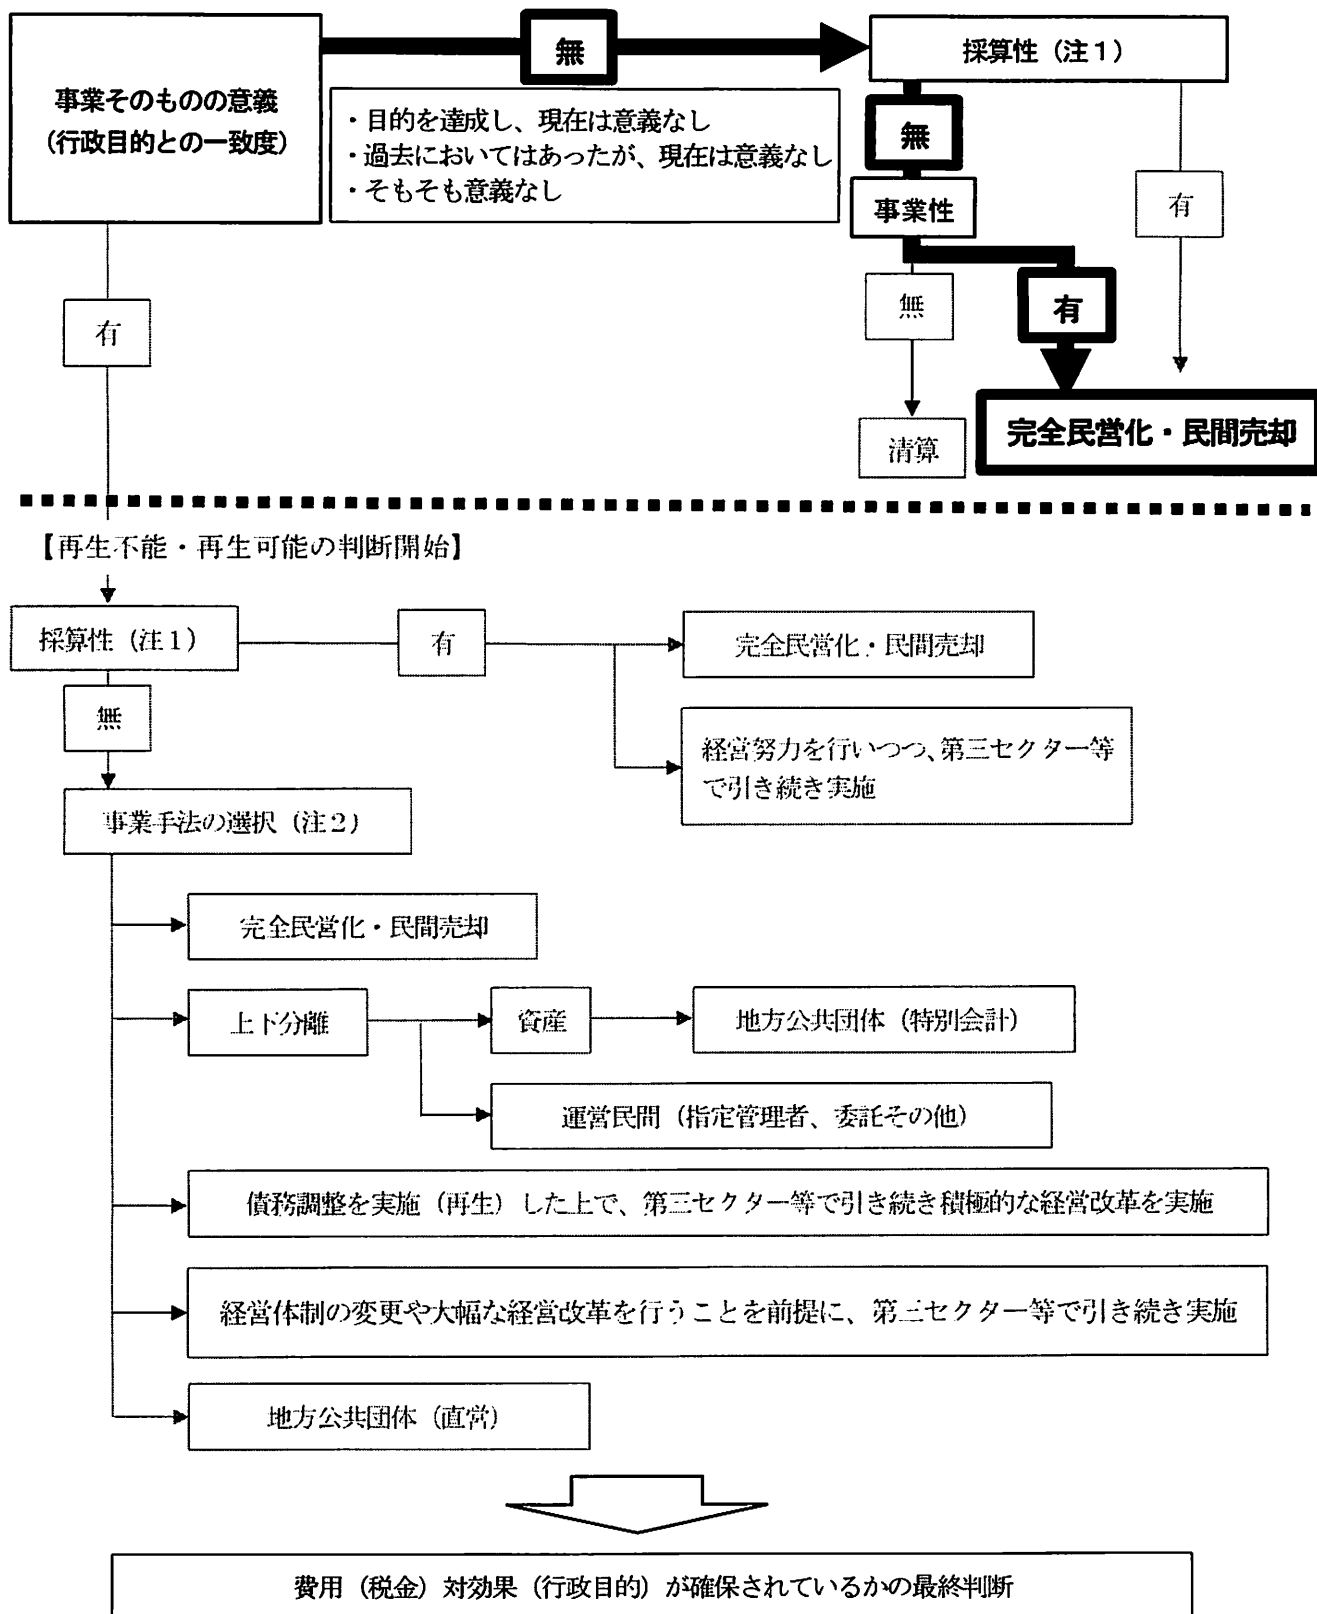 事業そのものの意義
(行政目的との一致度)
無
・目的を達成し、現在は意義なし
・過去においてはあったが、現在は意義なし
・そもそも意義なし
採算性（注１）
無
有
事業性
無
有
清算
完全民営化・民間売却
有
【再生不能・再生可能の判断開始】
採算性（注１）
有
完全民営化・民間売却
経営努力を行いつつ、第三セクター等
で引き続き実施
無
事業手法の選択（注２）
完全民営化・民間売却
上下分離
資産
地方公共団体（特別会計）
運営民間（指定管理者、委託その他）
債務調整を実施（再生）した上で、第三セクター等で引き続き積極的な経営改革を実施
経営体制の変更や大幅な経営改革を行うことを前提に、第三セクター等で引き続き実施
地方公共団体（直営）
費用（税金）対効果（行政目的）が確保されているかの最終判断